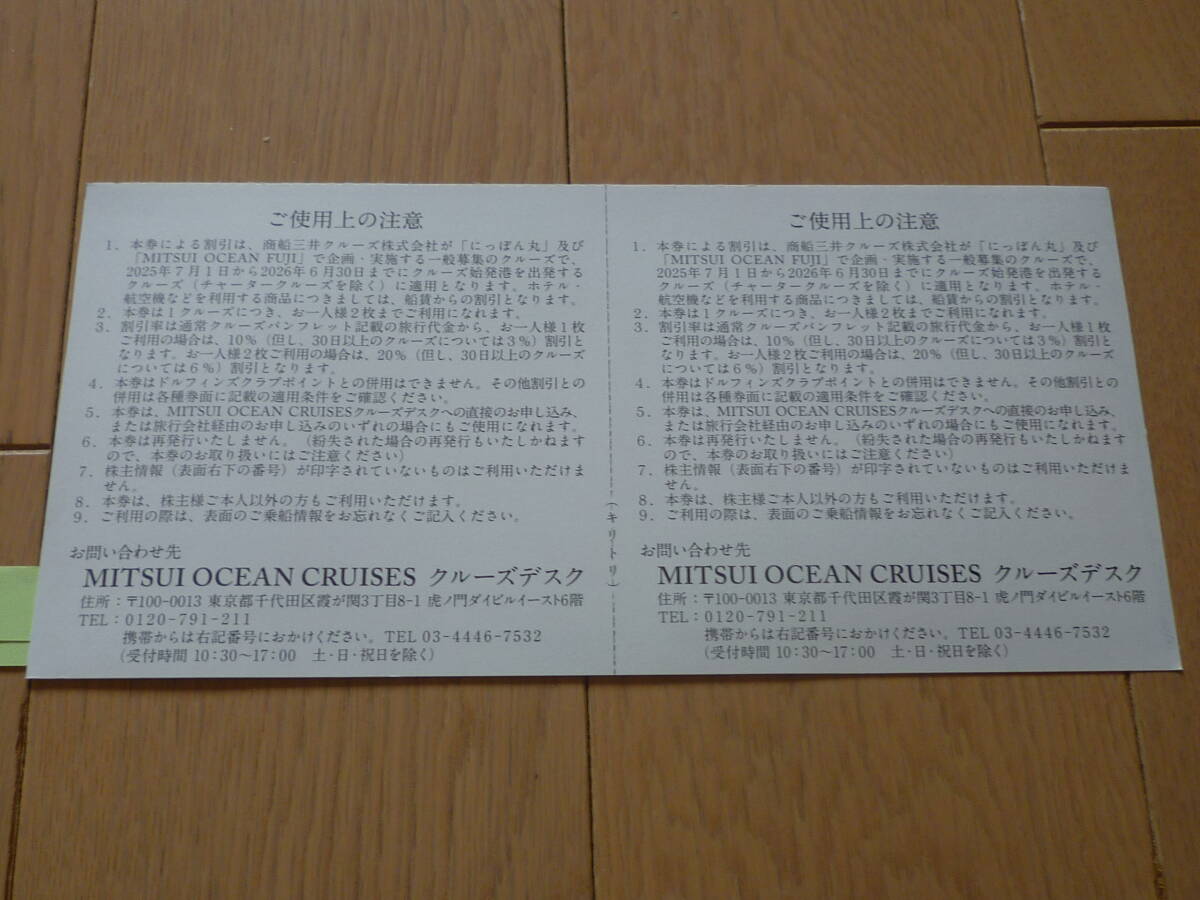 ご使用上の注意
1. 本券による割引は、商船三井クルーズ株式会社が「にっぽん丸」及び
「MITSUI OCEAN FUJI」で企画・実施する一般募集のクルーズで、
2025年7月1日から2026年6月30日までにクルーズ始発港を出発する
クルーズ（チャータークルーズを除く）に適用となります。ホテル・
航空機などを利用する商品につきましては、船賃からの割引となります。
2. 本券は1クルーズにつき、お一人様2枚までご利用になれます。
3. 割引率は通常クルーズパンフレット記載の旅行代金から、お一人様1枚
ご利用の場合は、10%（但し、30日以上のクルーズについては3%）割引と
なります。お一人様2枚ご利用の場合は、20%（但し、30日以上のクルーズ
については6%）割引となります。
4. 本券はドルフィンズクラブポイントとの併用はできません。その他割引との
併用は各種券面に記載の適用条件をご確認ください。
5. 本券は、MITSUI OCEAN CRUISESクルーズデスクへの直接のお申し込み、
または旅行会社経由のお申し込みのいずれの場合にもご使用になれます。
6. 本券は再発行いたしません。（紛失された場合の再発行もいたしかねます
ので、本券のお取り扱いにはご注意ください）
7. 株主情報（表面右下の番号）が印字されていないものはご利用いただけま
せん。
8. 本券は、株主様ご本人以外の方もご利用いただけます。
9. ご利用の際は、表面のご乗船情報をお忘れなくご記入ください。
お問い合わせ先
MITSUI OCEAN CRUISES クルーズデスク
住所：〒100-0013 東京都千代田区霞が関3丁目8-1 虎ノ門ダイビルイースト6階
TEL：0120-791-211
携帯からは右記番号におかけください。TEL 03-4446-7532
（受付時間 10:30～17:00 土・日・祝日を除く）
（キリトリ）
ご使用上の注意
1. 本券による割引は、商船三井クルーズ株式会社が「にっぽん丸」及び
「MITSUI OCEAN FUJI」で企画・実施する一般募集のクルーズで、
2025年7月1日から2026年6月30日までにクルーズ始発港を出発する
クルーズ（チャータークルーズを除く）に適用となります。ホテル・
航空機などを利用する商品につきましては、船賃からの割引となります。
2. 本券は1クルーズにつき、お一人様2枚までご利用になれます。
3. 割引率は通常クルーズパンフレット記載の旅行代金から、お一人様1枚
ご利用の場合は、10%（但し、30日以上のクルーズについては3%）割引と
なります。お一人様2枚ご利用の場合は、20%（但し、30日以上のクルーズ
については6%）割引となります。
4. 本券はドルフィンズクラブポイントとの併用はできません。その他割引との
併用は各種券面に記載の適用条件をご確認ください。
5. 本券は、MITSUI OCEAN CRUISESクルーズデスクへの直接のお申し込み、
または旅行会社経由のお申し込みのいずれの場合にもご使用になれます。
6. 本券は再発行いたしません。（紛失された場合の再発行もいたしかねます
ので、本券のお取り扱いにはご注意ください）
7. 株主情報（表面右下の番号）が印字されていないものはご利用いただけま
せん。
8. 本券は、株主様ご本人以外の方もご利用いただけます。
9. ご利用の際は、表面のご乗船情報をお忘れなくご記入ください。
お問い合わせ先
MITSUI OCEAN CRUISES クルーズデスク
住所：〒100-0013 東京都千代田区霞が関3丁目8-1 虎ノ門ダイビルイースト6階
TEL：0120-791-211
携帯からは右記番号におかけください。TEL 03-4446-7532
（受付時間 10:30～17:00 土・日・祝日を除く）